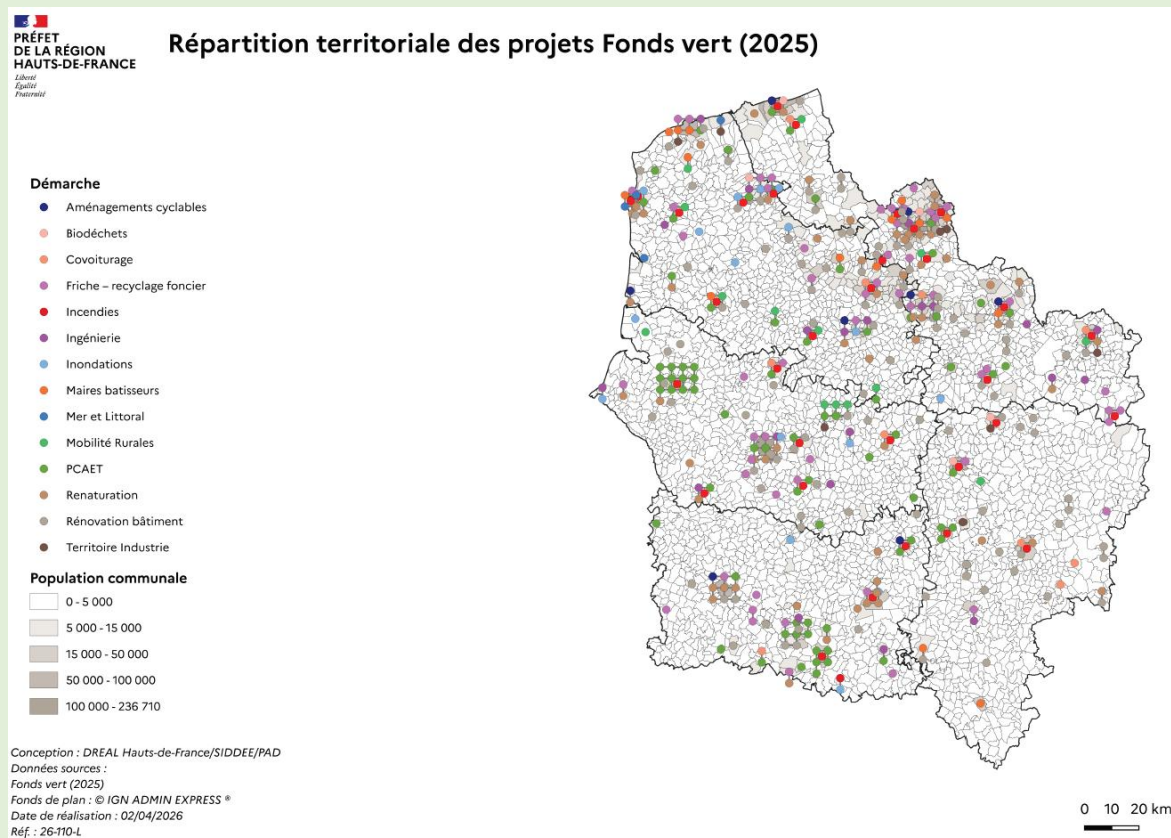 PRÉFET
DE LA RÉGION
HAUTS-DE-FRANCE
Liberté
Égalité
Fraternité
Répartition territoriale des projets Fonds vert (2025)
Démarche
Aménagements cyclables
Biodéchets
Covoiturage
Friche – recyclage foncier
Incendies
Ingénierie
Inondations
Maires batisseurs
Mer et Littoral
Mobilité Rurales
PCAET
Renaturation
Rénovation bâtiment
Territoire Industrie
Population communale
0 - 5 000
5 000 - 15 000
15 000 - 50 000
50 000 - 100 000
100 000 - 236 710
Conception : DREAL Hauts-de-France/SIDDEE/PAD
Données sources :
Fonds vert (2025)
Fonds de plan : © IGN ADMIN EXPRESS ®
Date de réalisation : 02/04/2026
Réf. : 26-110-L
0 10 20 km